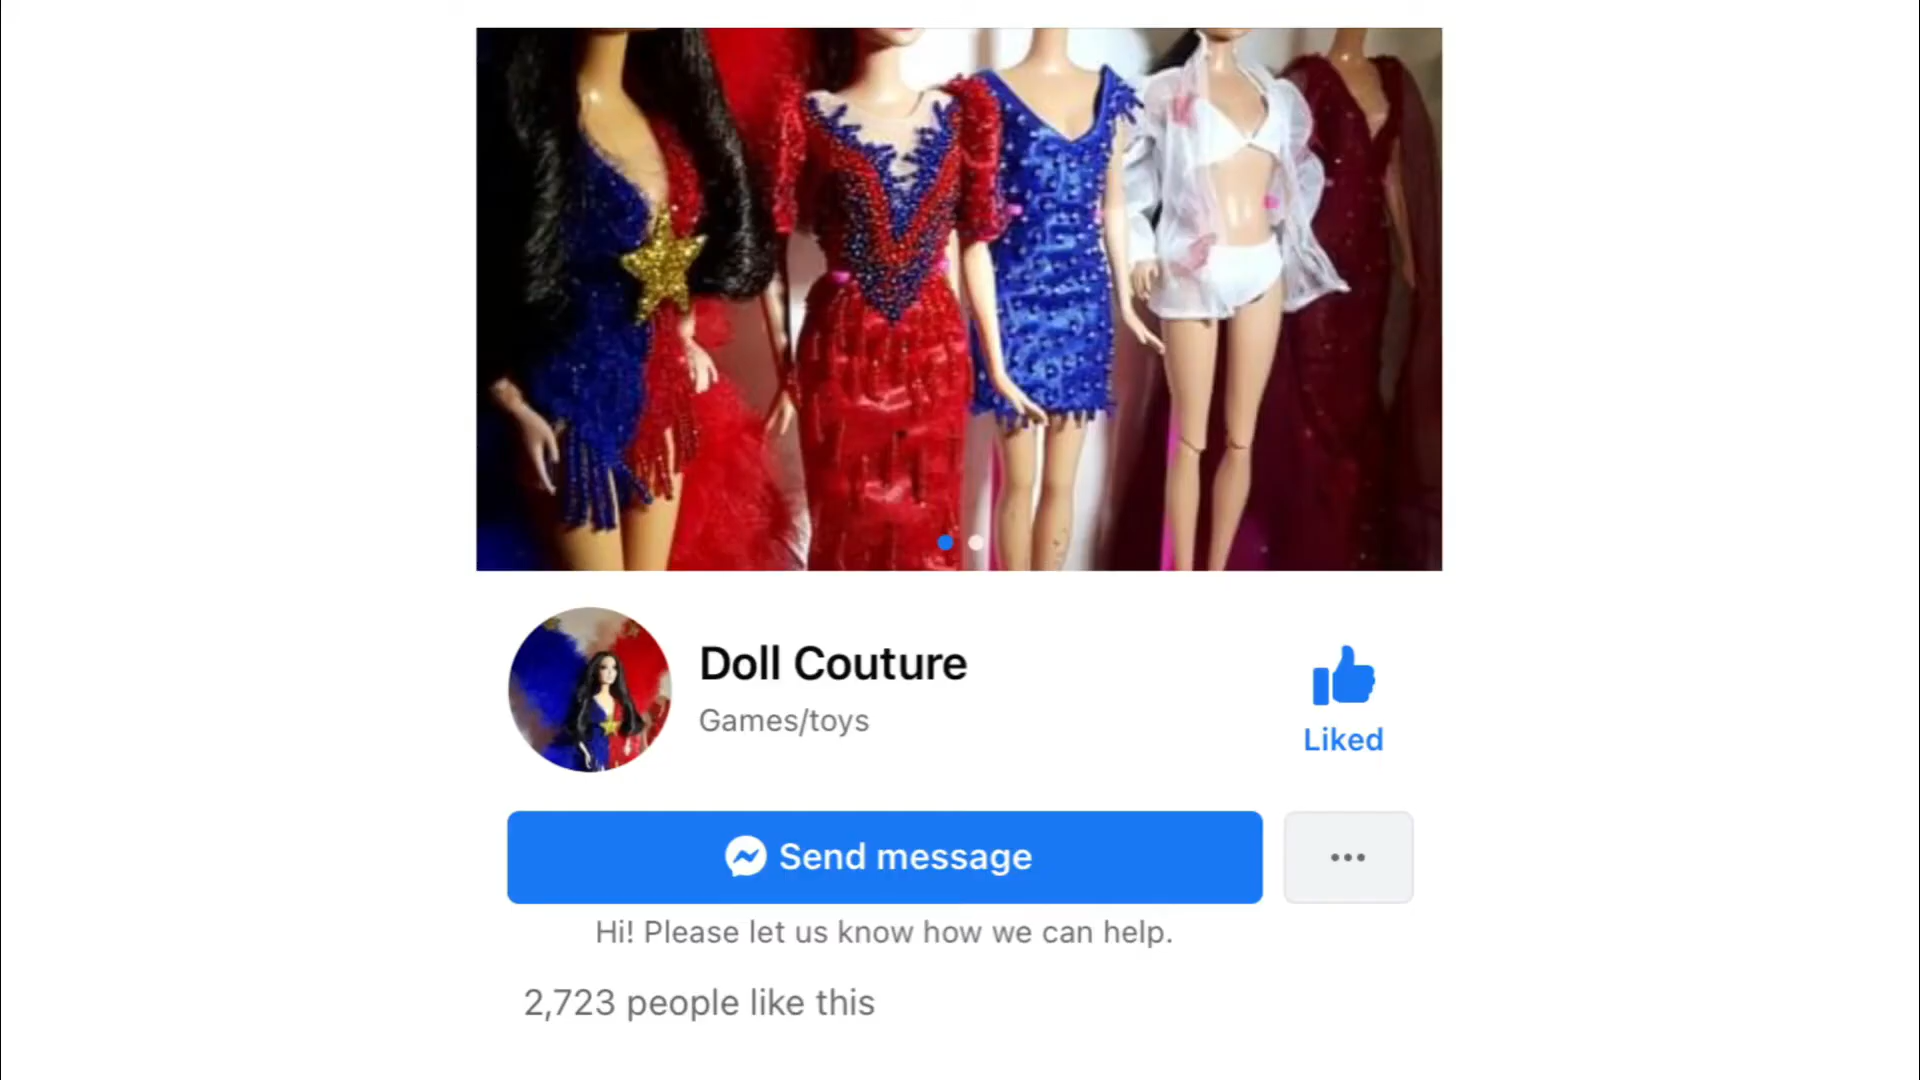 Doll Couture
Games/toys
Liked
Send message
Hi! Please let us know how we can help.
2,723 people like this